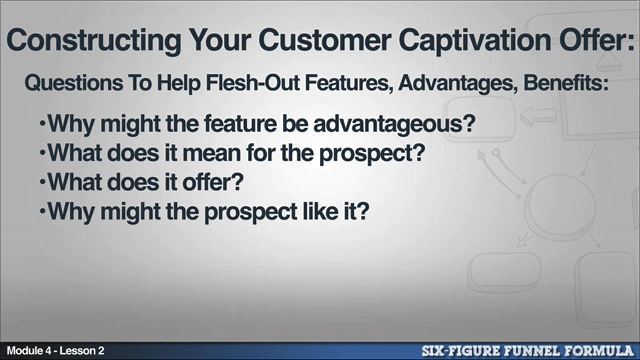 Constructing Your Customer Captivation Offer:
Questions To Help Flesh-Out Features, Advantages, Benefits:
•Why might the feature be advantageous?
•What does it mean for the prospect?
•What does it offer?
•Why might the prospect like it?
Module 4 - Lesson 2
SIX-FIGURE FUNNEL FORMULA